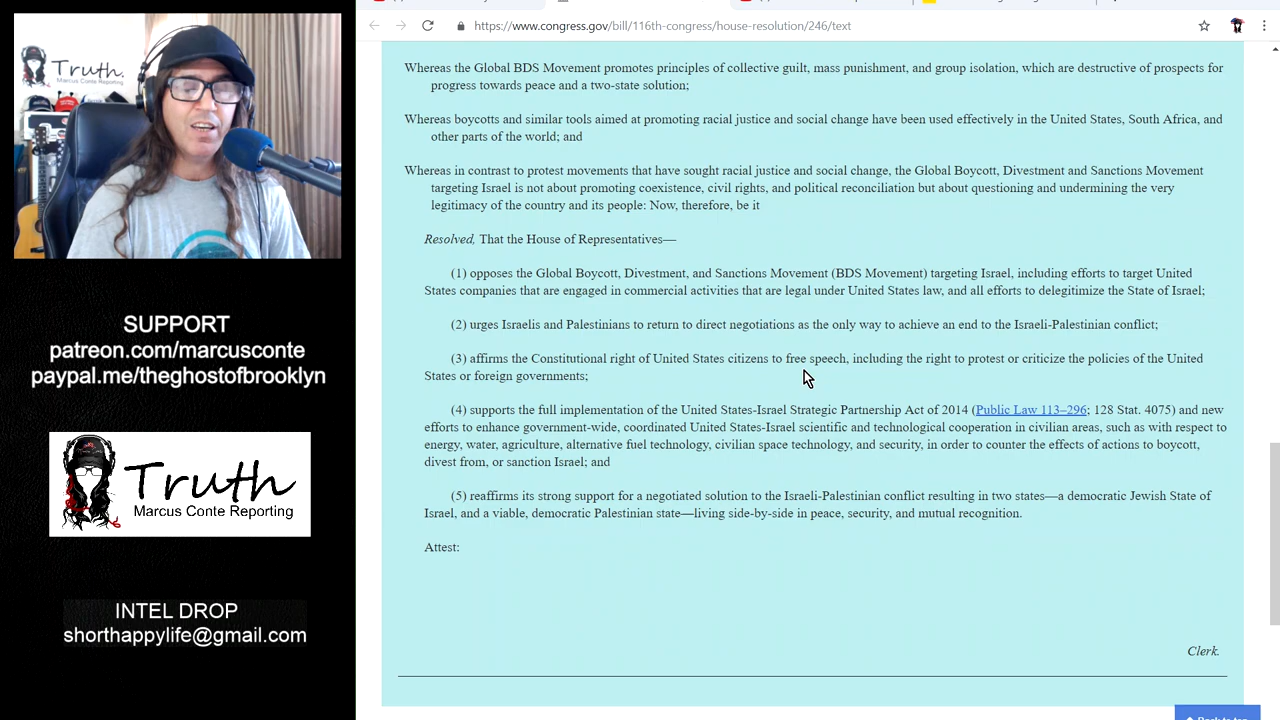 Truth.
Marcus Conte Reporting
SUPPORT
patreon.com/marcusconte
paypal.me/theghostofbrooklyn
Truth
Marcus Conte Reporting
INTEL DROP
shorthappylife@gmail.com
https://www.congress.gov/bill/116th-congress/house-resolution/246/text
Whereas the Global BDS Movement promotes principles of collective guilt, mass punishment, and group isolation, which are destructive of prospects for
progress towards peace and a two-state solution;
Whereas boycotts and similar tools aimed at promoting racial justice and social change have been used effectively in the United States, South Africa, and
other parts of the world; and
Whereas in contrast to protest movements that have sought racial justice and social change, the Global Boycott, Divestment and Sanctions Movement
targeting Israel is not about promoting coexistence, civil rights, and political reconciliation but about questioning and undermining the very
legitimacy of the country and its people: Now, therefore, be it
Resolved, That the House of Representatives—
(1) opposes the Global Boycott, Divestment, and Sanctions Movement (BDS Movement) targeting Israel, including efforts to target United
States companies that are engaged in commercial activities that are legal under United States law, and all efforts to delegitimize the State of Israel;
(2) urges Israelis and Palestinians to return to direct negotiations as the only way to achieve an end to the Israeli-Palestinian conflict;
(3) affirms the Constitutional right of United States citizens to free speech, including the right to protest or criticize the policies of the United
States or foreign governments;
(4) supports the full implementation of the United States-Israel Strategic Partnership Act of 2014 (Public Law 113–296; 128 Stat. 4075) and new
efforts to enhance government-wide, coordinated United States-Israel scientific and technological cooperation in civilian areas, such as with respect to
energy, water, agriculture, alternative fuel technology, civilian space technology, and security, in order to counter the effects of actions to boycott,
divest from, or sanction Israel; and
(5) reaffirms its strong support for a negotiated solution to the Israeli-Palestinian conflict resulting in two states—a democratic Jewish State of
Israel, and a viable, democratic Palestinian state—living side-by-side in peace, security, and mutual recognition.
Attest:
Clerk.